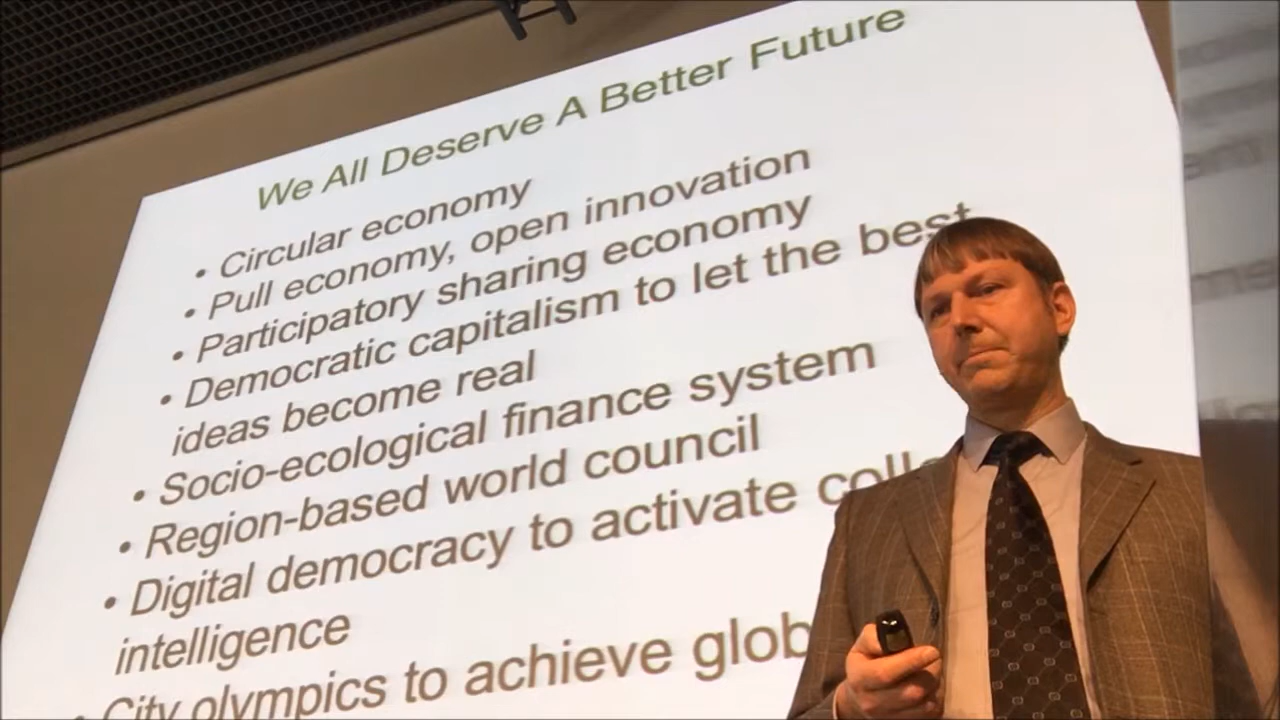 We All Deserve A Better Future
• Circular economy
• Pull economy, open innovation
• Participatory sharing economy
• Democratic capitalism to let the best
ideas become real
• Socio-ecological finance system
• Region-based world council
• Digital democracy to activate
intelligence
• City olympics to achieve